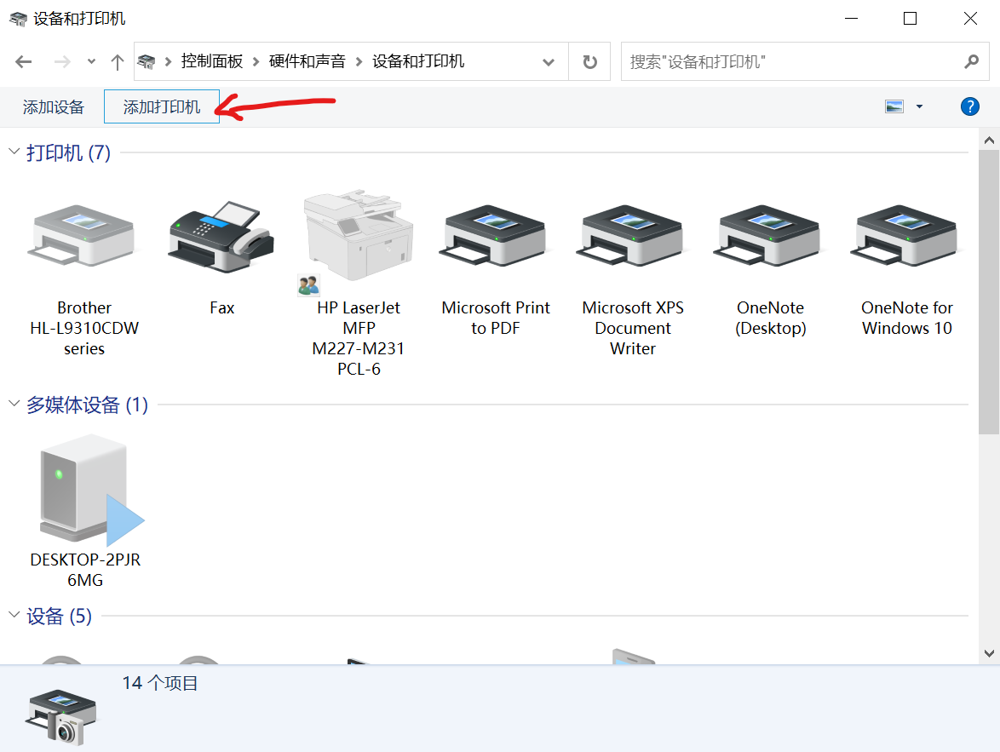 设备和打印机
控制面板 硬件和声音 设备和打印机
搜索"设备和打印机"
添加设备 添加打印机
?
打印机 (7)
Brother
HL-L9310CDW
series
Fax
HP LaserJet
MFP
M227-M231
PCL-6
Microsoft Print
to PDF
Microsoft XPS
Document
Writer
OneNote
(Desktop)
OneNote for
Windows 10
多媒体设备 (1)
DESKTOP-2PJR
6MG
设备 (5)
14 个项目